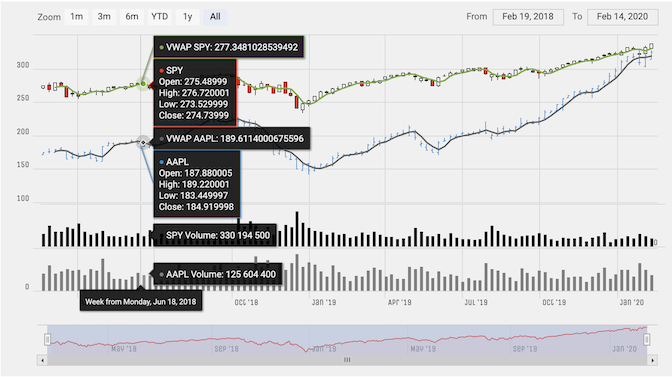 Zoom 1m 3m 6m YTD 1y All From Feb 19, 2018 To Feb 14, 2020
VWAP SPY: 277.3481028539492
SPY
Open: 275.48999
High: 276.720001
Low: 273.529999
Close: 274.73999
VWAP AAPL: 189.6114000675596
AAPL
Open: 187.880005
High: 189.220001
Low: 183.449997
Close: 184.919998
300
250
200
150
100
SPY Volume: 330 194 500
0
AAPL Volume: 125 604 400
0
Week from Monday, Jun 18, 2018
Oct '18 Jan '19 Apr '19 Jul '19 Oct '19 Jan '20
May '18 Sep '18 Jan '19 May '19 Sep '19 Jan '20